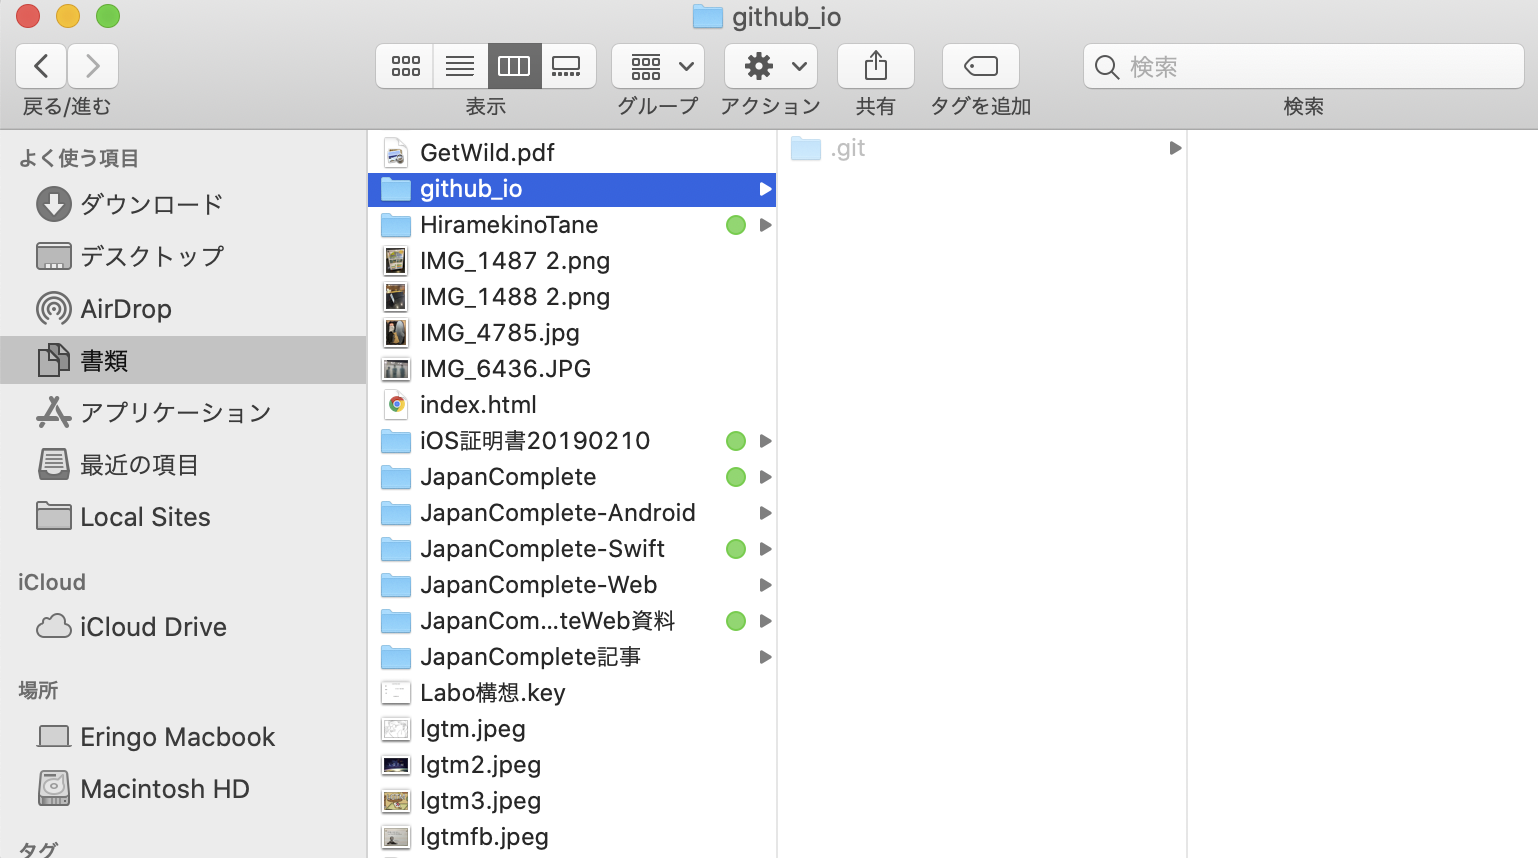 github_io
戻る/進む
表示
グループ
アクション
共有
タグを追加
検索
検索
よく使う項目
ダウンロード
デスクトップ
AirDrop
書類
アプリケーション
最近の項目
Local Sites
iCloud
iCloud Drive
場所
Eringo Macbook
Macintosh HD
タグ
GetWild.pdf
github_io
HiramekinoTane
IMG_1487 2.png
IMG_1488 2.png
IMG_4785.jpg
IMG_6436.JPG
index.html
iOS証明書20190210
JapanComplete
JapanComplete-Android
JapanComplete-Swift
JapanComplete-Web
JapanCom...teWeb資料
JapanComplete記事
Labo構想.key
lgtm.jpeg
lgtm2.jpeg
lgtm3.jpeg
lgtmfb.jpeg
.git